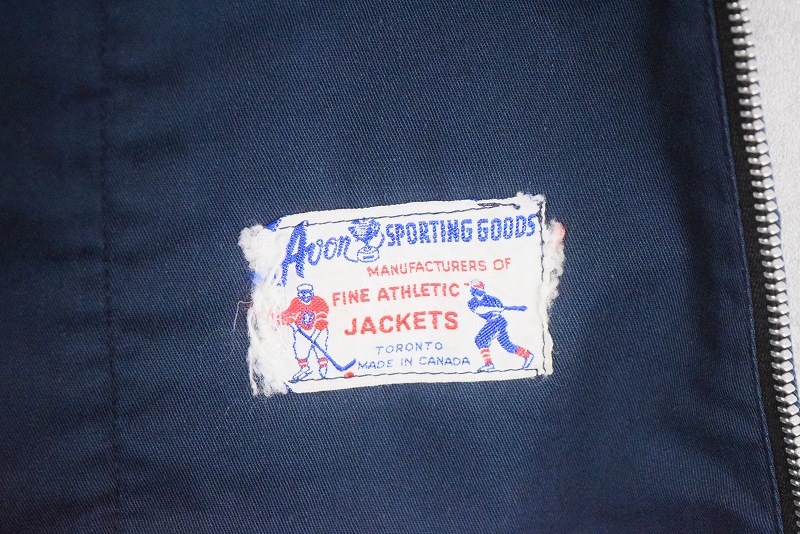 Avon SPORTING GOODS
MANUFACTURERS OF
FINE ATHLETIC
JACKETS
TORONTO
MADE IN CANADA